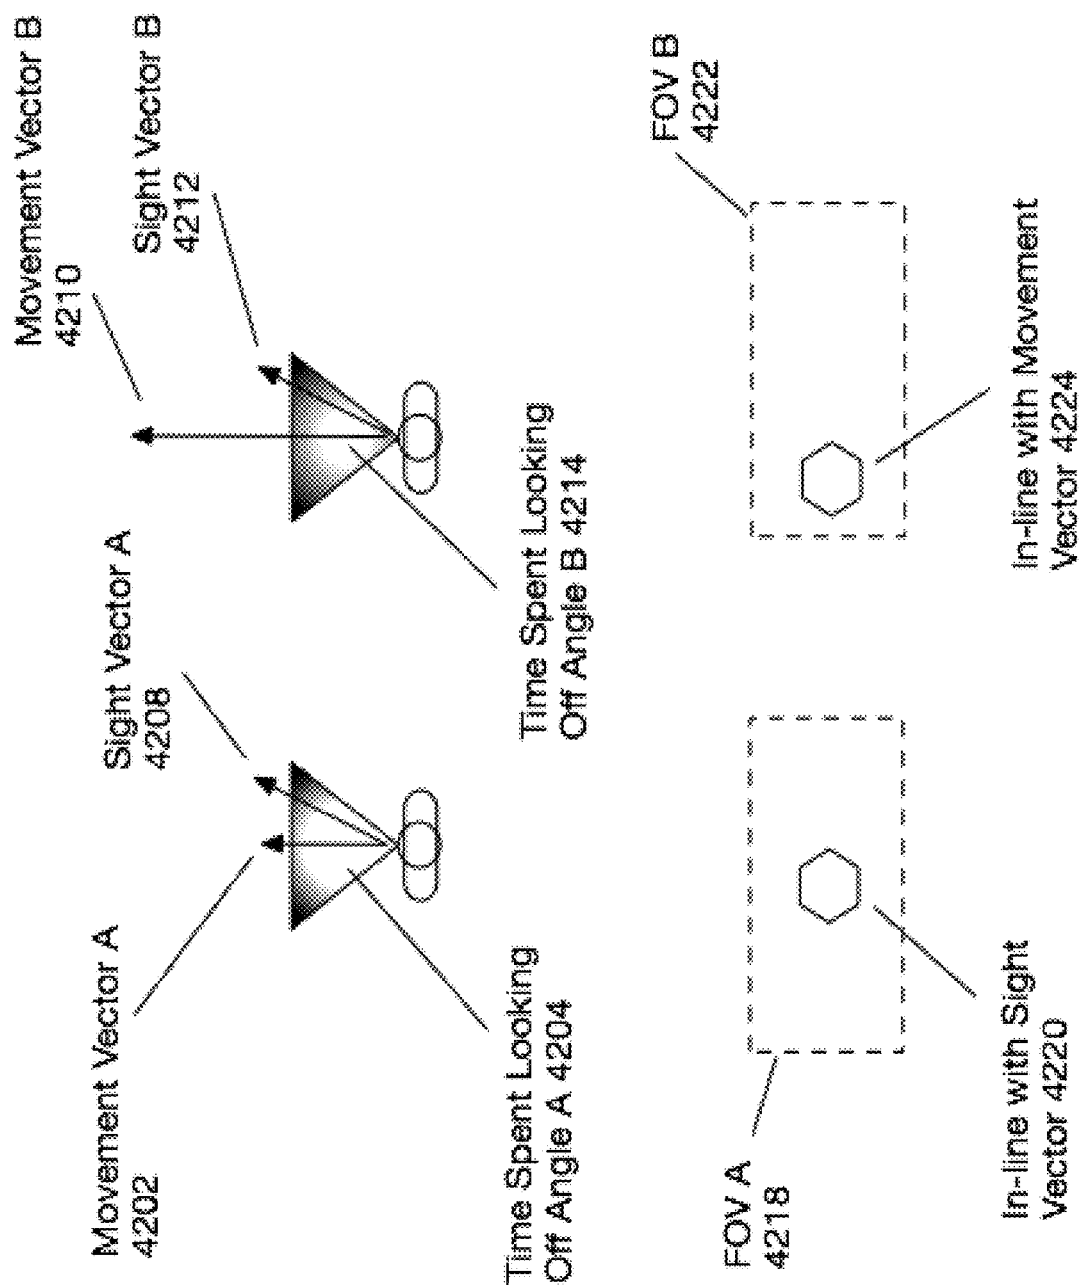 Movement Vector A
4202
Sight Vector A
4208
Movement Vector B
4210
Sight Vector B
4212
Time Spent Looking
Off Angle A 4204
Time Spent Looking
Off Angle B 4214
FOV A
4218
FOV B
4222
In-line with Sight
Vector 4220
In-line with Movement
Vector 4224